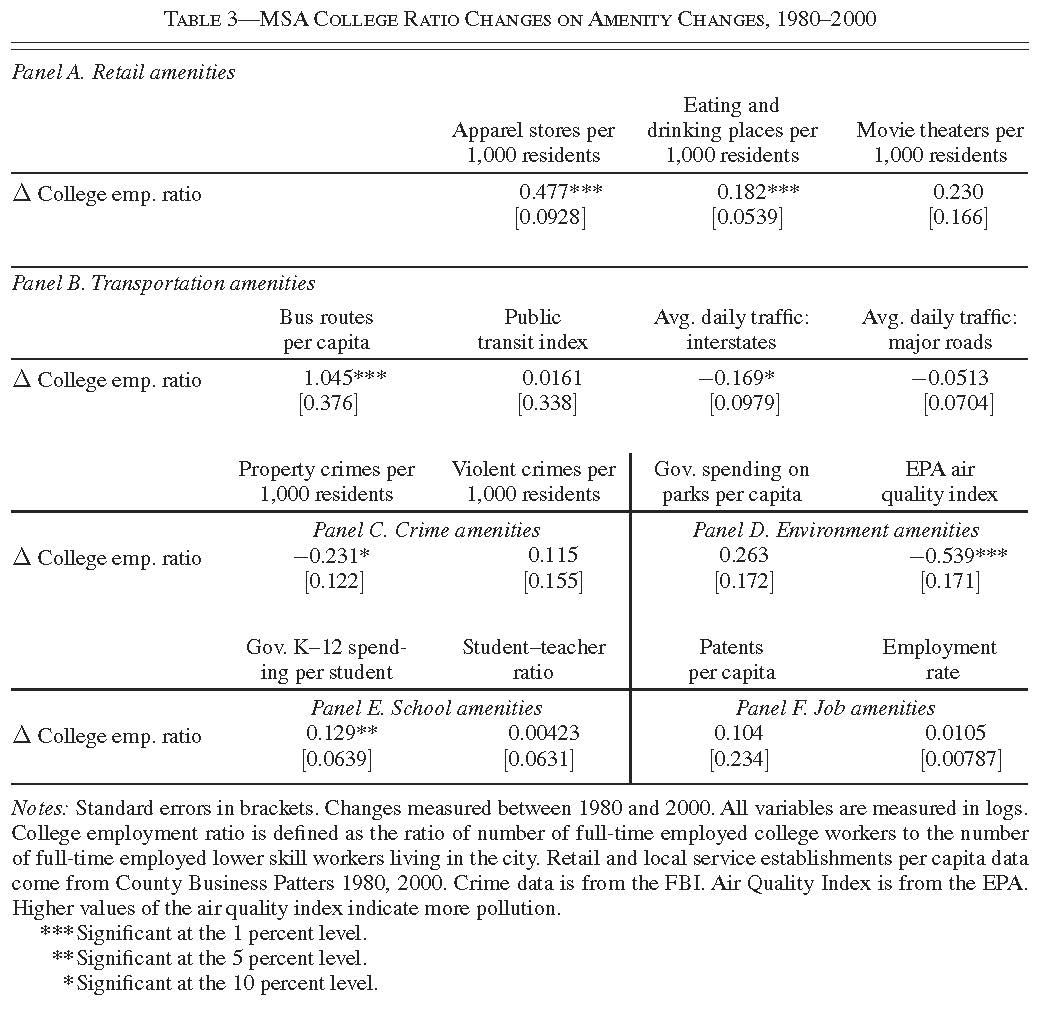 TABLE 3—MSA COLLEGE RATIO CHANGES ON AMENITY CHANGES, 1980–2000
Panel A. Retail amenities
Apparel stores per 1,000 residents
Eating and drinking places per 1,000 residents
Movie theaters per 1,000 residents
Δ College emp. ratio 0.477*** 0.182*** 0.230
[0.0928] [0.0539] [0.166]
Panel B. Transportation amenities
Bus routes per capita
Public transit index
Avg. daily traffic: interstates
Avg. daily traffic: major roads
Δ College emp. ratio 1.045*** 0.0161 −0.169* −0.0513
[0.376] [0.338] [0.0979] [0.0704]
Property crimes per 1,000 residents
Violent crimes per 1,000 residents
Gov. spending on parks per capita
EPA air quality index
Panel C. Crime amenities Panel D. Environment amenities
Δ College emp. ratio −0.231* 0.115 0.263 −0.539***
[0.122] [0.155] [0.172] [0.171]
Gov. K–12 spend-
ing per student
Student–teacher ratio
Patents per capita
Employment rate
Panel E. School amenities Panel F. Job amenities
Δ College emp. ratio 0.129** 0.00423 0.104 0.0105
[0.0639] [0.0631] [0.234] [0.00787]
Notes: Standard errors in brackets. Changes measured between 1980 and 2000. All variables are measured in logs.
College employment ratio is defined as the ratio of number of full-time employed college workers to the number
of full-time employed lower skill workers living in the city. Retail and local service establishments per capita data
come from County Business Patters 1980, 2000. Crime data is from the FBI. Air Quality Index is from the EPA.
Higher values of the air quality index indicate more pollution.
*** Significant at the 1 percent level.
** Significant at the 5 percent level.
* Significant at the 10 percent level.